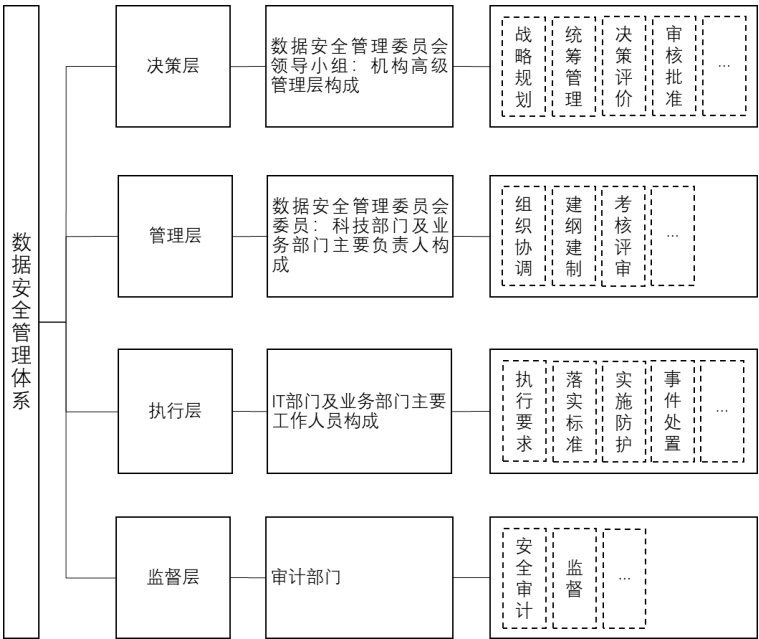 数据安全管理体系
决策层
数据安全管理委员会
领导小组：机构高级
管理层构成
战略规划
统筹管理
决策评价
审核批准
...
管理层
数据安全管理委员会
委员：科技部门及业
务部门主要负责人构
成
组织协调
建纲建制
考核评审
...
执行层
IT部门及业务部门主要
工作人员构成
执行要求
落实标准
实施防护
事件处置
...
监督层
审计部门
安全审计
监督
...